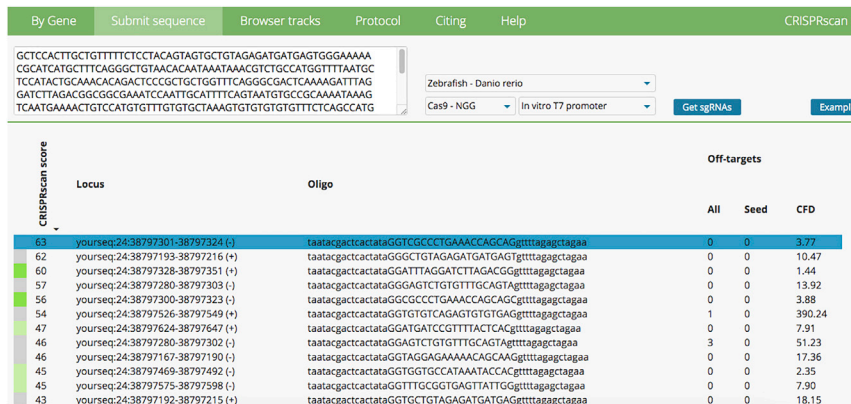 By Gene Submit sequence Browser tracks Protocol Citing Help CRISPRscan
GCTCCACTTGCTGTTTTTCTCCTACAGTAGTGCTGTAGAGATGATGAGTGGGAAAAA
CGCATCATGCTTTCAGGGCTGTAACACAATAAATAAACGTCTGCCATGGTTTTAATGC
TCCATACTGCAAACACAGACTCCCGCTGCTGGTTTCAGGGCGACTCAAAAGATTTAG
GATCTTAGACGGCGGCGAAATCCAATTGCATTTTCAGTAATGTGCCGCAAAATAAAG
TCAATGAAAACTGTCCATGTGTTTGTGTGCTAAAGTGTGTGTGTGTTTCTCAGCCATG
Zebrafish - Danio rerio
Cas9 - NGG In vitro T7 promoter Get sgRNAs Exampl
CRISPRscan score Locus Oligo Off-targets
All Seed CFD
63 yourseq:24:38797301-38797324 (-) taatacgactcactataGGTCGCCCTGAAACCAGCAGgttttagagctagaa 0 0 3.77
62 yourseq:24:38797193-38797216 (+) taatacgactcactataGGGCTGTAGAGATGATGAGTgttttagagctagaa 0 0 10.47
60 yourseq:24:38797328-38797351 (+) taatacgactcactataGGATTTAGGATCTTAGACGGgttttagagctagaa 0 0 1.44
57 yourseq:24:38797280-38797303 (-) taatacgactcactataGGGAGTCTGTGTTTGCAGTAgttttagagctagaa 0 0 13.92
56 yourseq:24:38797300-38797323 (-) taatacgactcactataGGCGCCCTGAAACCAGCAGCgttttagagctagaa 0 0 3.88
54 yourseq:24:38797526-38797549 (+) taatacgactcactataGGTGTGTCAGAGTGTGTGAGgttttagagctagaa 1 0 390.24
47 yourseq:24:38797624-38797647 (+) taatacgactcactataGGATGATCCGTTTTACTCACgttttagagctagaa 0 0 7.91
46 yourseq:24:38797280-38797302 (-) taatacgactcactataGGAGTCTGTGTTTGCAGTAgttttagagctagaa 3 0 51.23
46 yourseq:24:38797167-38797190 (-) taatacgactcactataGGTAGGAGAAAAACAGCAAGgttttagagctagaa 0 0 17.36
45 yourseq:24:38797469-38797492 (-) taatacgactcactataGGTGGTGCCATAAATACCACgttttagagctagaa 0 0 2.35
45 yourseq:24:38797575-38797598 (-) taatacgactcactataGGTTTGCGGTGAGTTATTGGgttttagagctagaa 0 0 7.90
43 yourseq:24:38797192-38797215 (+) taatacgactcactataGGTGCTGTAGAGATGATGAGgttttagagctagaa 0 0 18.15